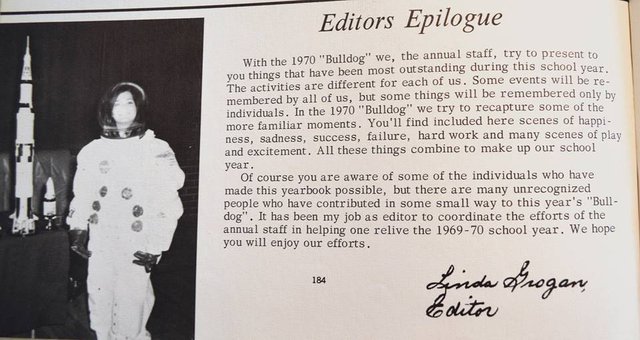 Editors Epilogue
With the 1970 "Bulldog" we, the annual staff, try to present to
you things that have been most outstanding during this school year.
The activities are different for each of us. Some events will be re-
membered by all of us, but some things will be remembered only by
individuals. In the 1970 "Bulldog" we try to recapture some of the
more familiar moments. You'll find included here scenes of happi-
ness, sadness, success, failure, hard work and many scenes of play
and excitement. All these things combine to make up our school
year.
Of course you are aware of some of the individuals who have
made this yearbook possible, but there are many unrecognized
people who have contributed in some small way to this year's "Bull-
dog". It has been my job as editor to coordinate the efforts of the
annual staff in helping one relive the 1969-70 school year. We hope
you will enjoy our efforts.
184
Linda Grogan,
Editor